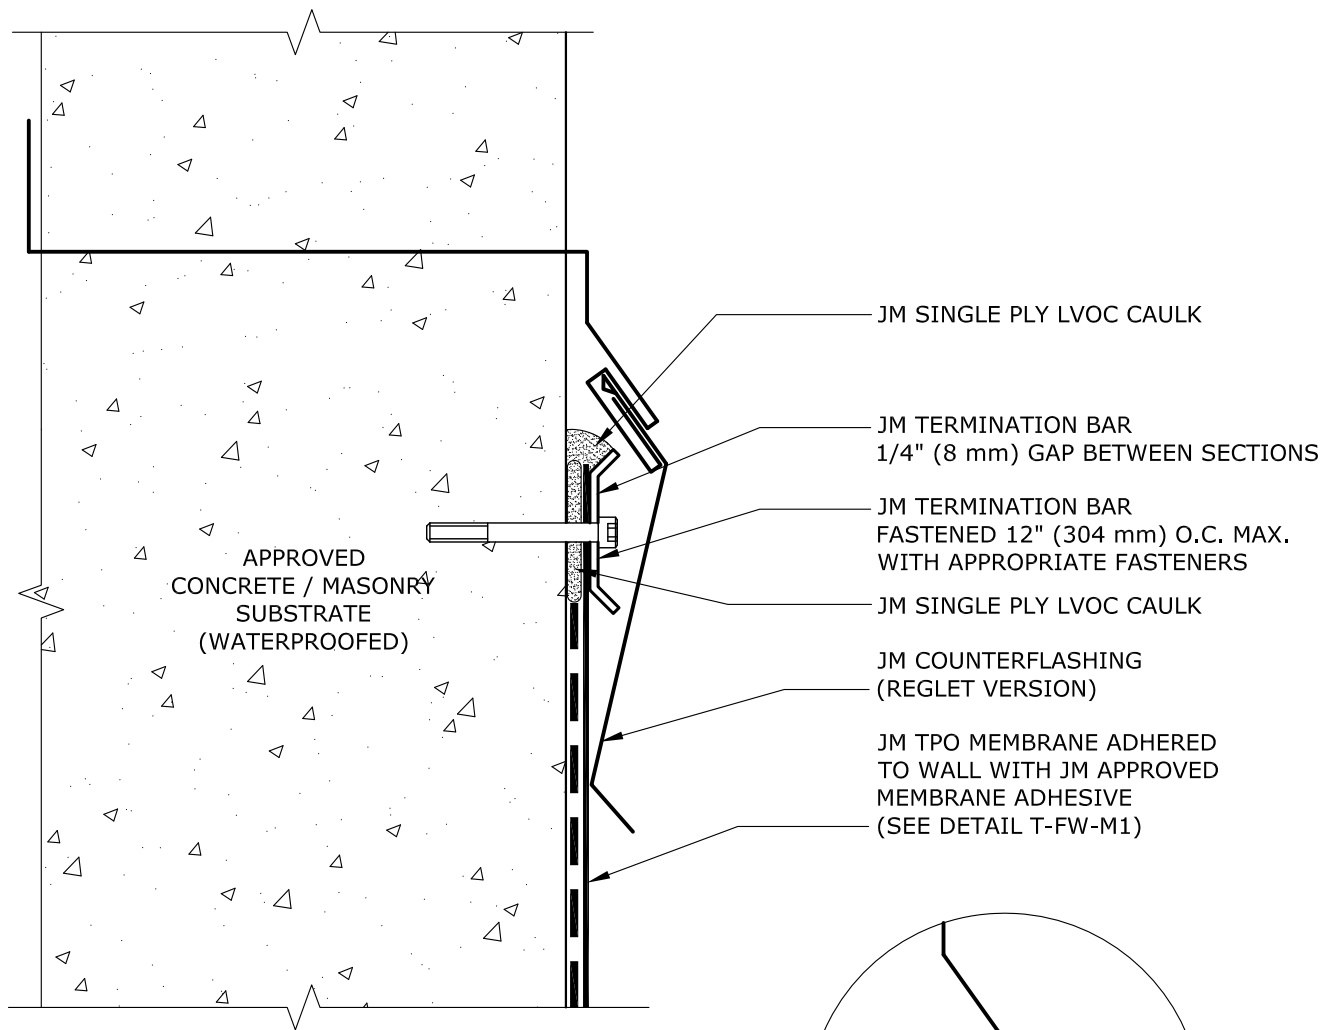 JM SINGLE PLY LVOC CAULK
JM TERMINATION BAR
1/4" (8 mm) GAP BETWEEN SECTIONS
JM TERMINATION BAR
FASTENED 12" (304 mm) O.C. MAX.
WITH APPROPRIATE FASTENERS
APPROVED
CONCRETE / MASONRY
SUBSTRATE
(WATERPROOFED)
JM SINGLE PLY LVOC CAULK
JM COUNTERFLASHING
(REGLET VERSION)
JM TPO MEMBRANE ADHERED
TO WALL WITH JM APPROVED
MEMBRANE ADHESIVE
(SEE DETAIL T-FW-M1)